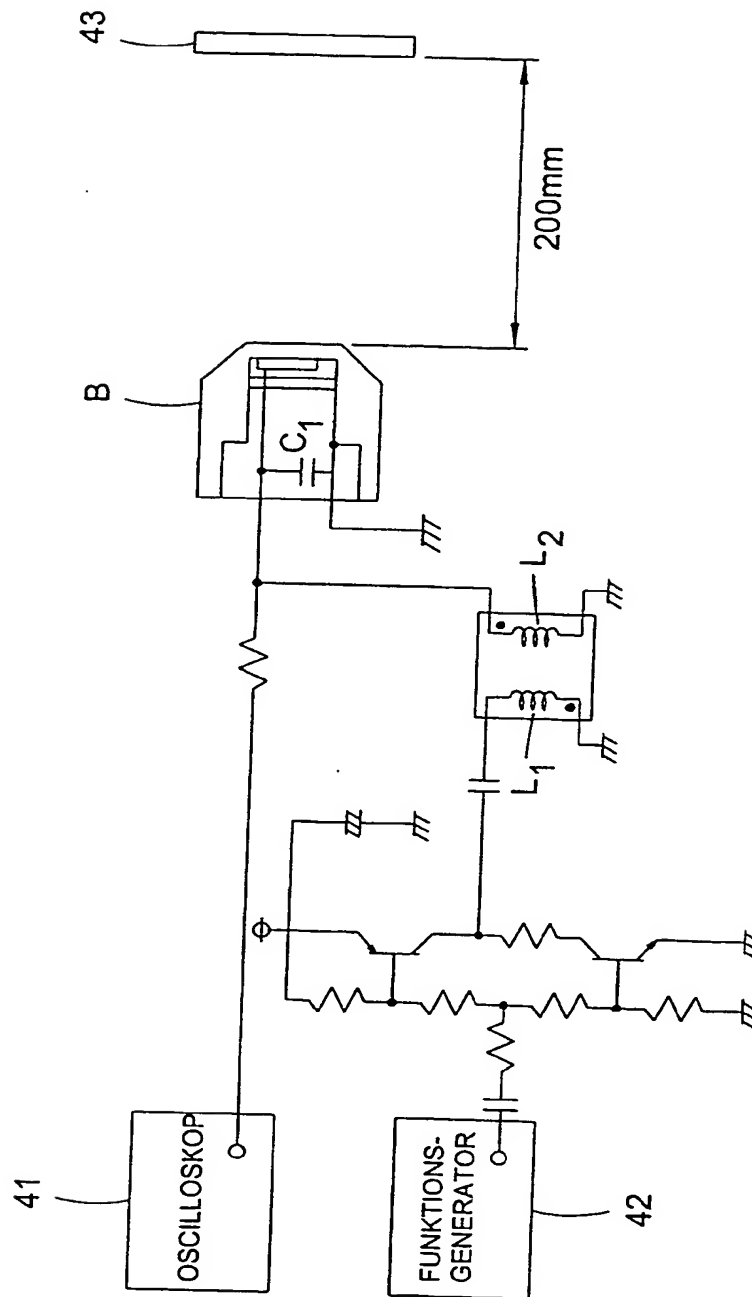 43
200mm
B
C1
L2
L1
41
OSCILLOSKOP
FUNKTIONS-
GENERATOR
42